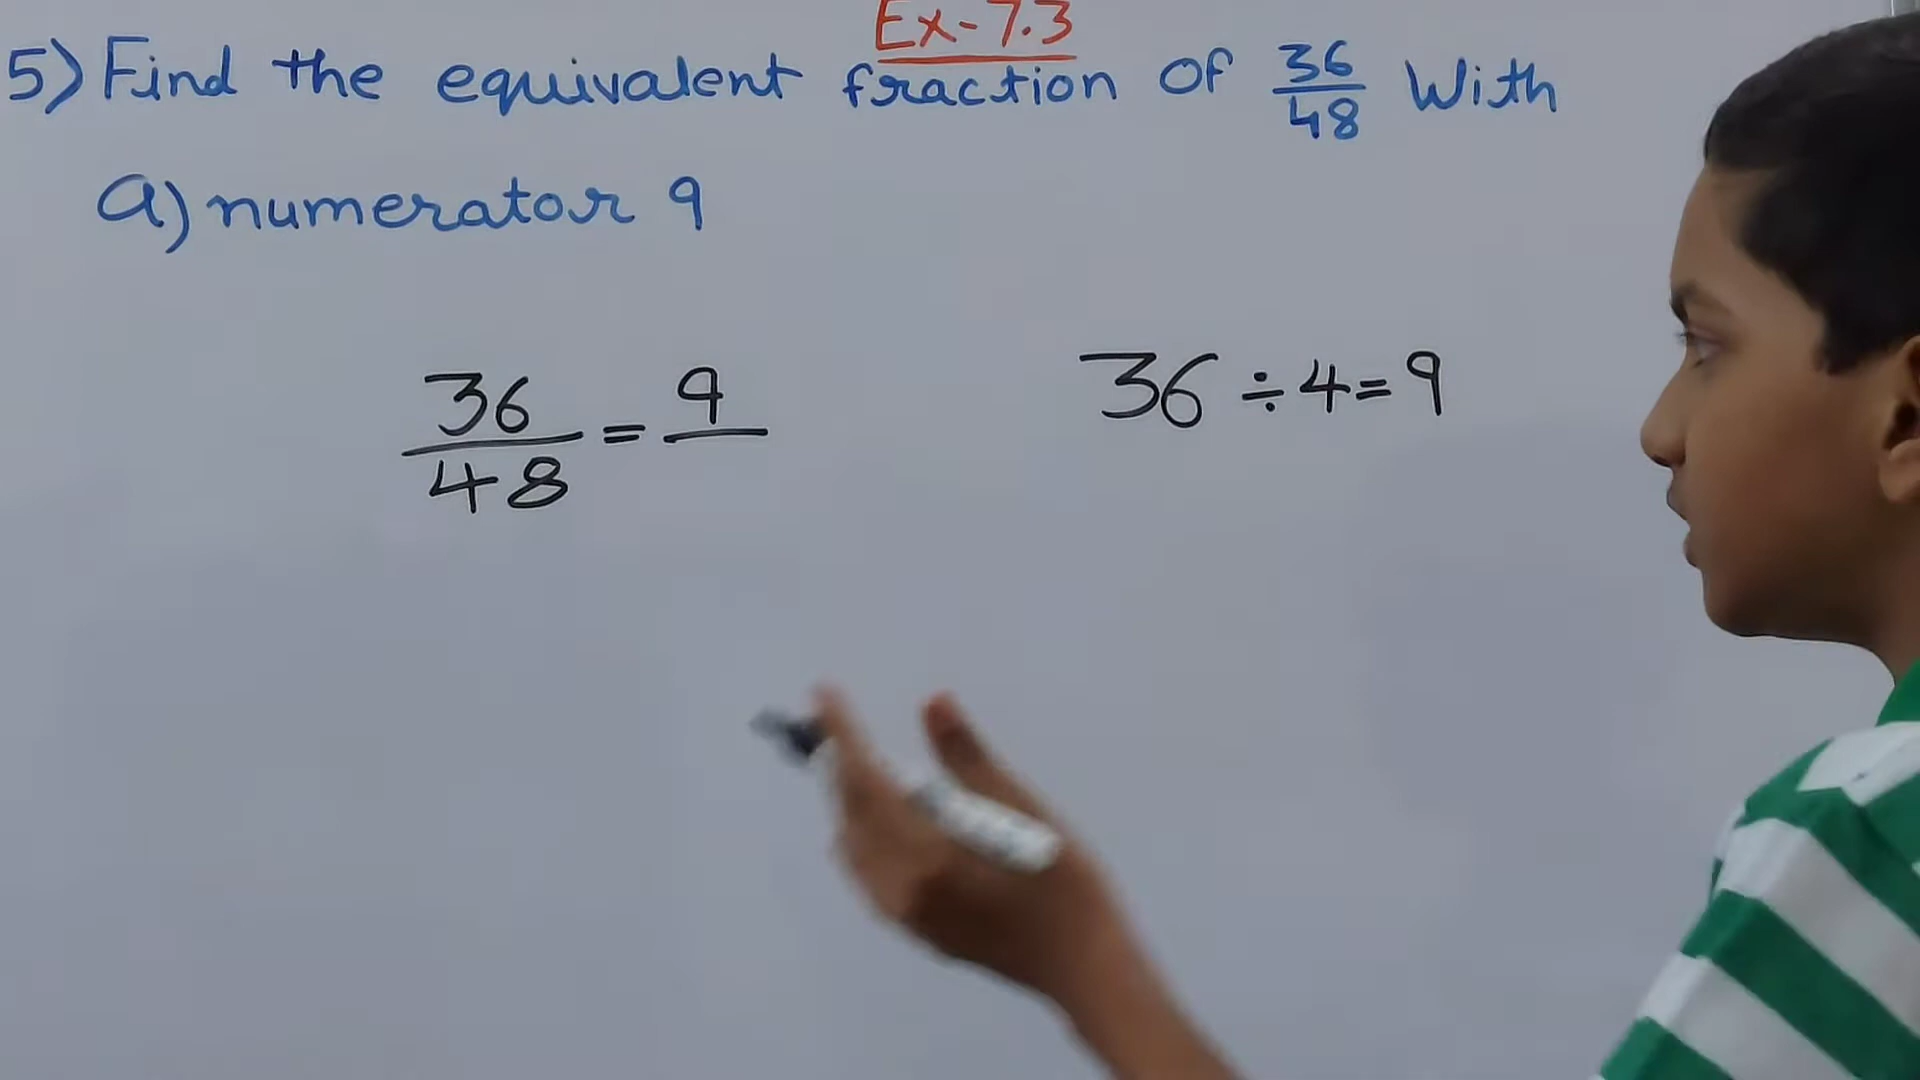 Ex-7.3
5) Find the equivalent fraction of 36/48 With
a) numerator 9
36/48 = 9/
36 ÷ 4 = 9